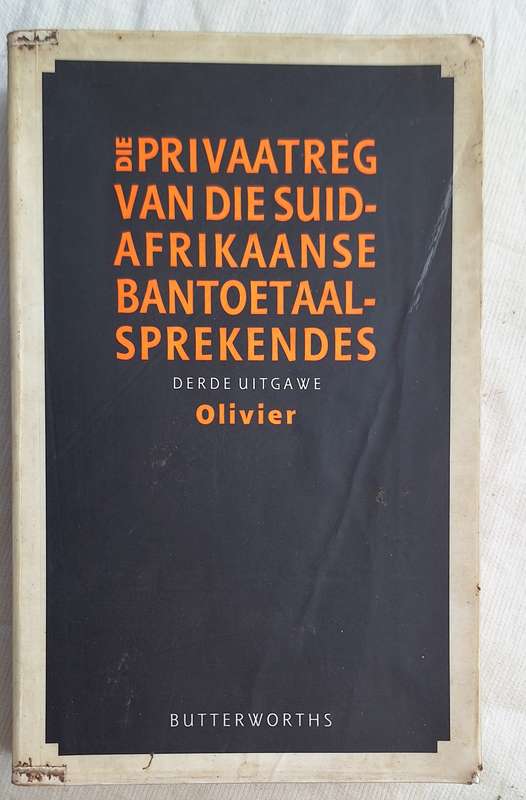 DIE PRIVAATREG
VAN DIE SUID-
AFRIKAANSE
BANTOETAAL-
SPREKENDES
DERDE UITGAWE
Olivier
BUTTERWORTHS